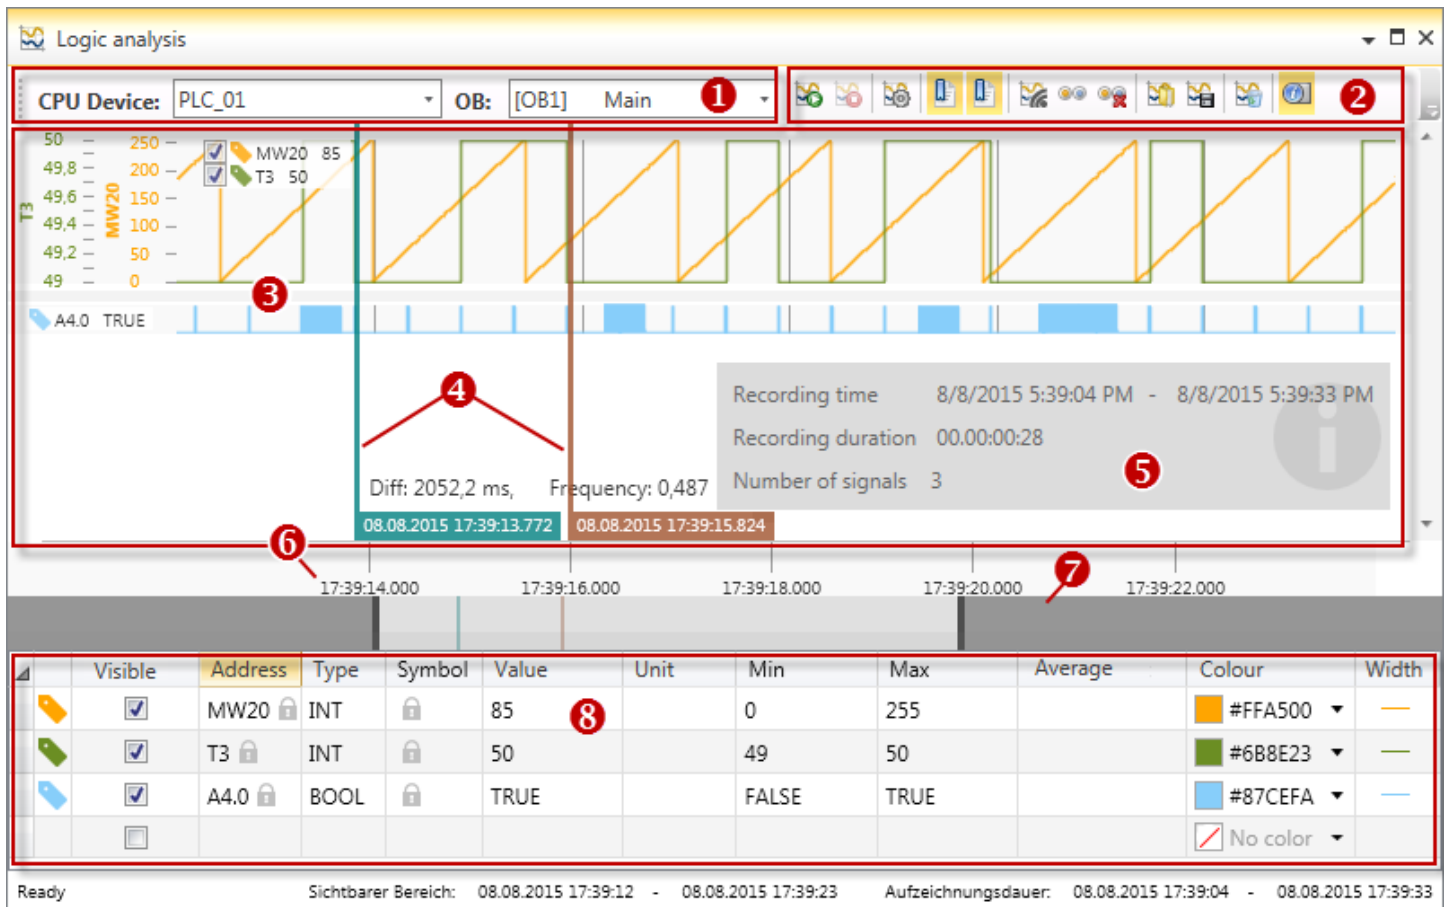 Logic analysis
CPU Device: PLC_01 OB: [OB1] Main 1 2
50 250 MW20 85
49,8 200 T3 50
49,6 150
49,4 100
49,2 50
49 0
T3 MW20
3
A4.0 TRUE
4
Recording time 8/8/2015 5:39:04 PM - 8/8/2015 5:39:33 PM
Recording duration 00.00:00:28
Number of signals 3
5
Diff: 2052,2 ms, Frequency: 0,487
08.08.2015 17:39:13.772 08.08.2015 17:39:15.824
6 7
17:39:14.000 17:39:16.000 17:39:18.000 17:39:20.000 17:39:22.000
Visible Address Type Symbol Value Unit Min Max Average Colour Width
MW20 INT 85 8 0 255 #FFA500
T3 INT 50 49 50 #6B8E23
A4.0 BOOL TRUE FALSE TRUE #87CEFA
No color
Ready Sichtbarer Bereich: 08.08.2015 17:39:12 - 08.08.2015 17:39:23 Aufzeichnungsdauer: 08.08.2015 17:39:04 - 08.08.2015 17:39:33